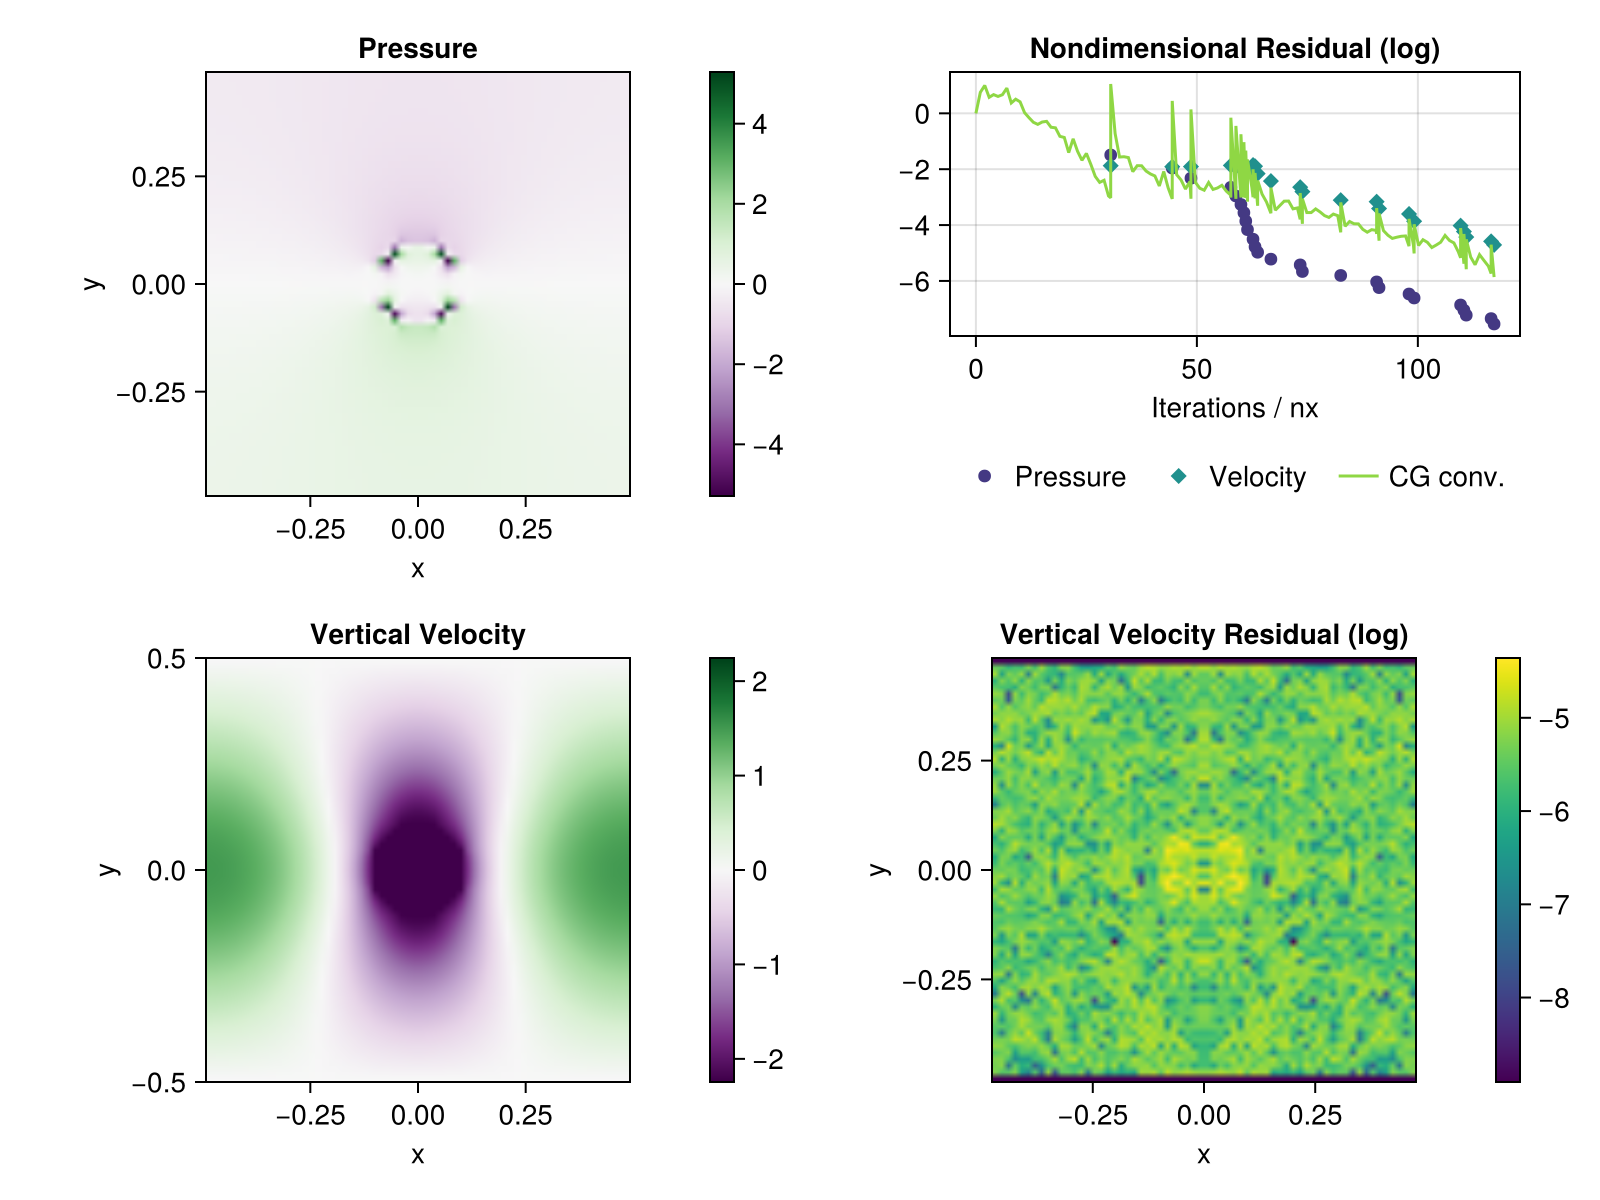 Pressure
y
0.25
0.00
−0.25
−0.25 0.00 0.25
x
4
2
0
−2
−4
Nondimensional Residual (log)
0
−2
−4
−6
0 50 100
Iterations / nx
Pressure Velocity CG conv.
Vertical Velocity
y
0.5
0.0
−0.5
−0.25 0.00 0.25
x
2
1
0
−1
−2
Vertical Velocity Residual (log)
y
0.25
0.00
−0.25
−0.25 0.00 0.25
x
−5
−6
−7
−8